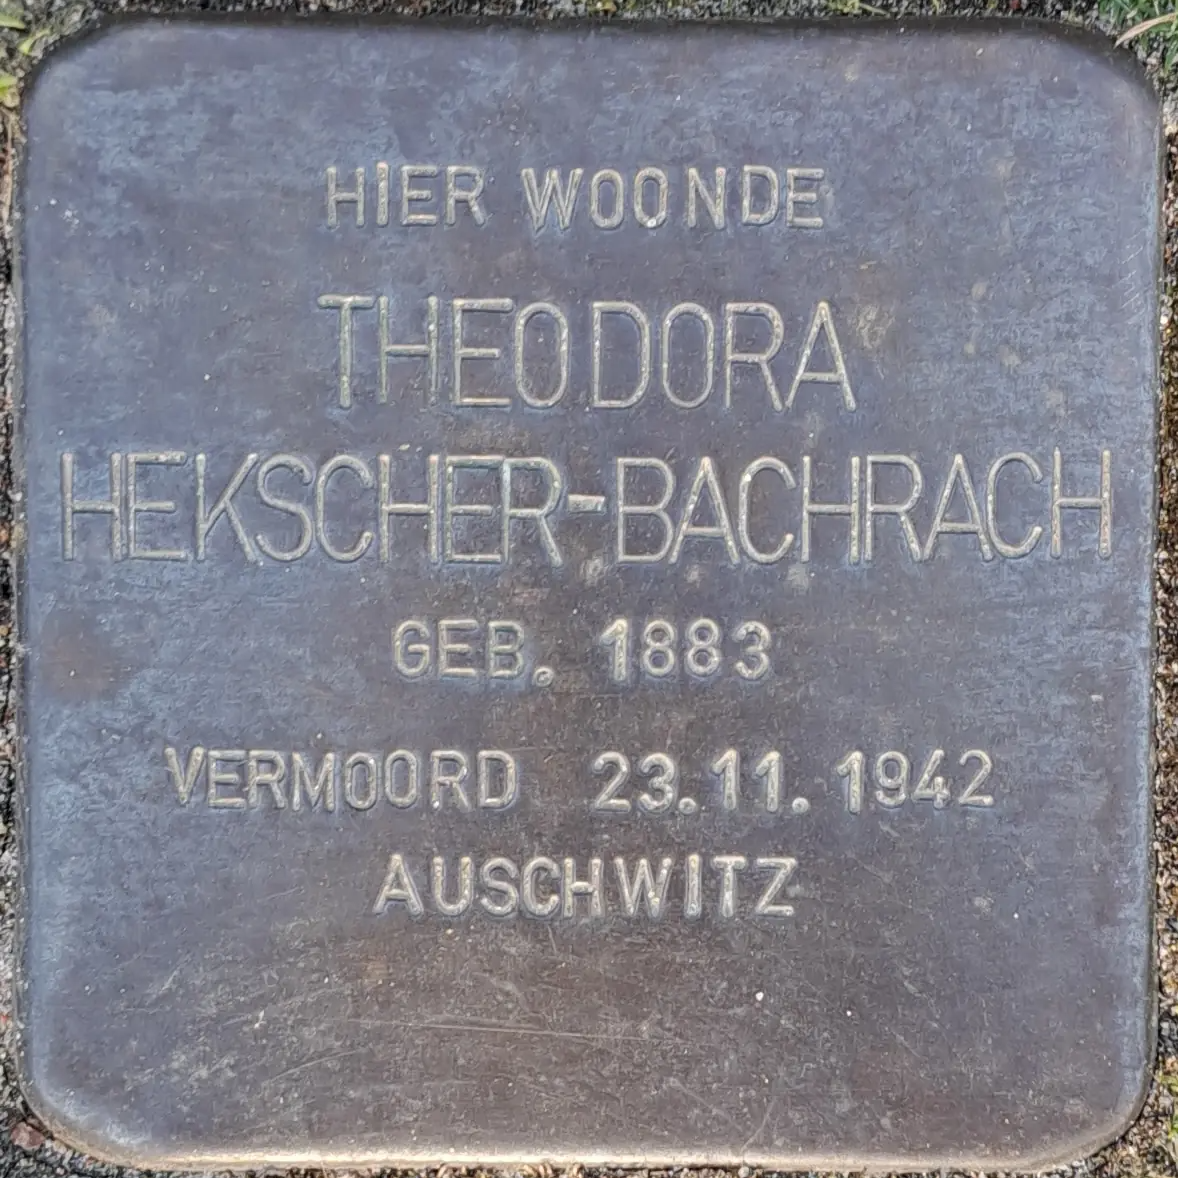 HIER WOONDE
THEODORA
HEKSCHER-BACHRACH
GEB. 1883
VERMOORD 23.11.1942
AUSCHWITZ